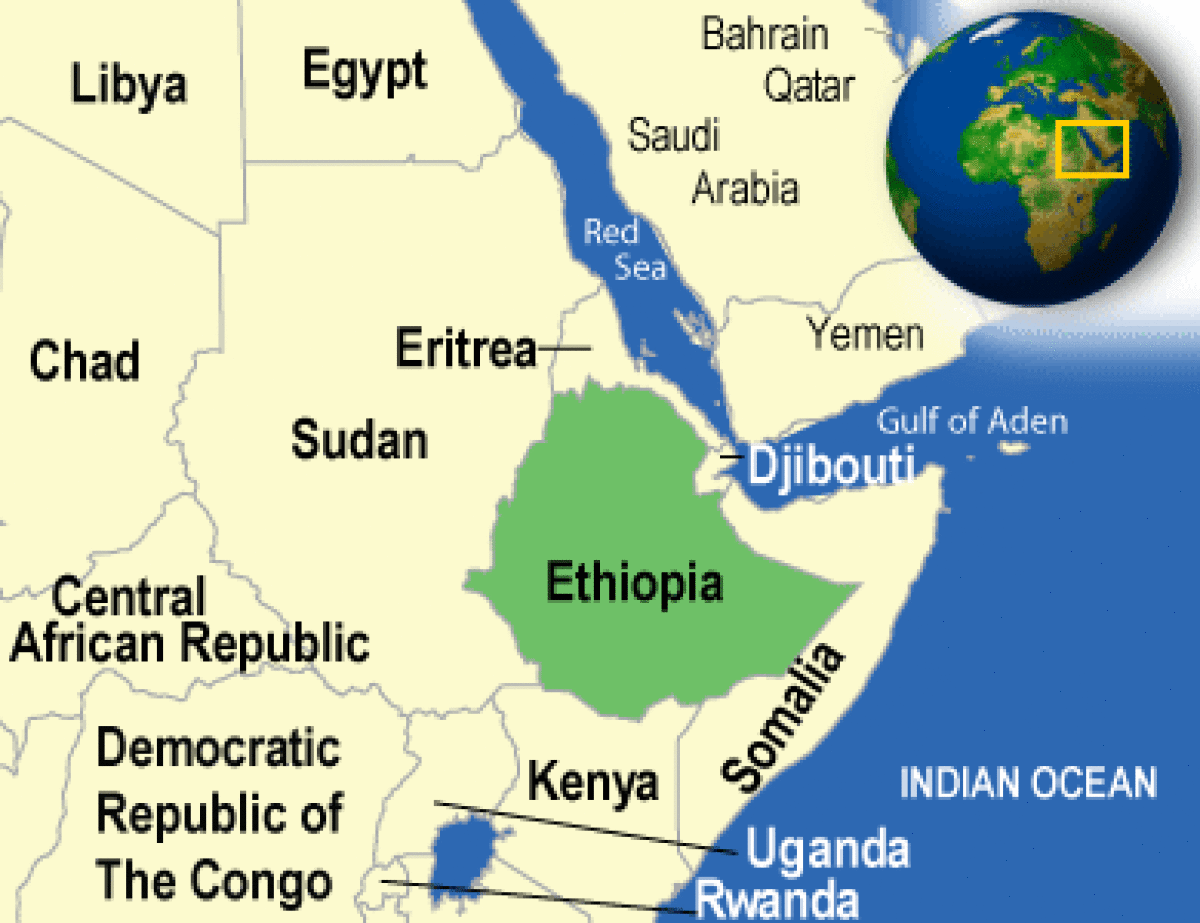 Bahrain
Libya
Egypt
Qatar
Saudi
Arabia
Red
Sea
Yemen
Eritrea
Chad
Gulf of Aden
Sudan
Djibouti
Ethiopia
Central
African Republic
Somalia
Democratic
Republic of
The Congo
Kenya
INDIAN OCEAN
Uganda
Rwanda